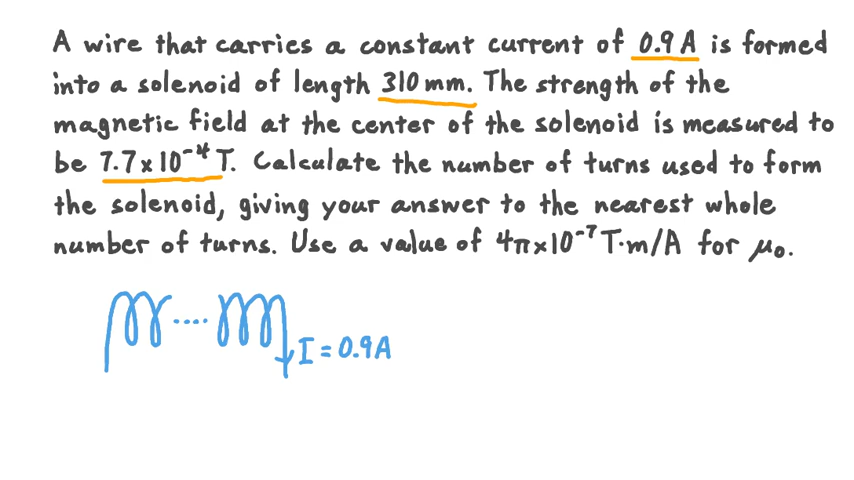 A wire that carries a constant current of 0.9 A is formed
into a solenoid of length 310 mm. The strength of the
magnetic field at the center of the solenoid is measured to
be 7.7 x 10⁻⁴ T. Calculate the number of turns used to form
the solenoid, giving your answer to the nearest whole
number of turns. Use a value of 4π x 10⁻⁷ T·m/A for μ₀.
.... I = 0.9A